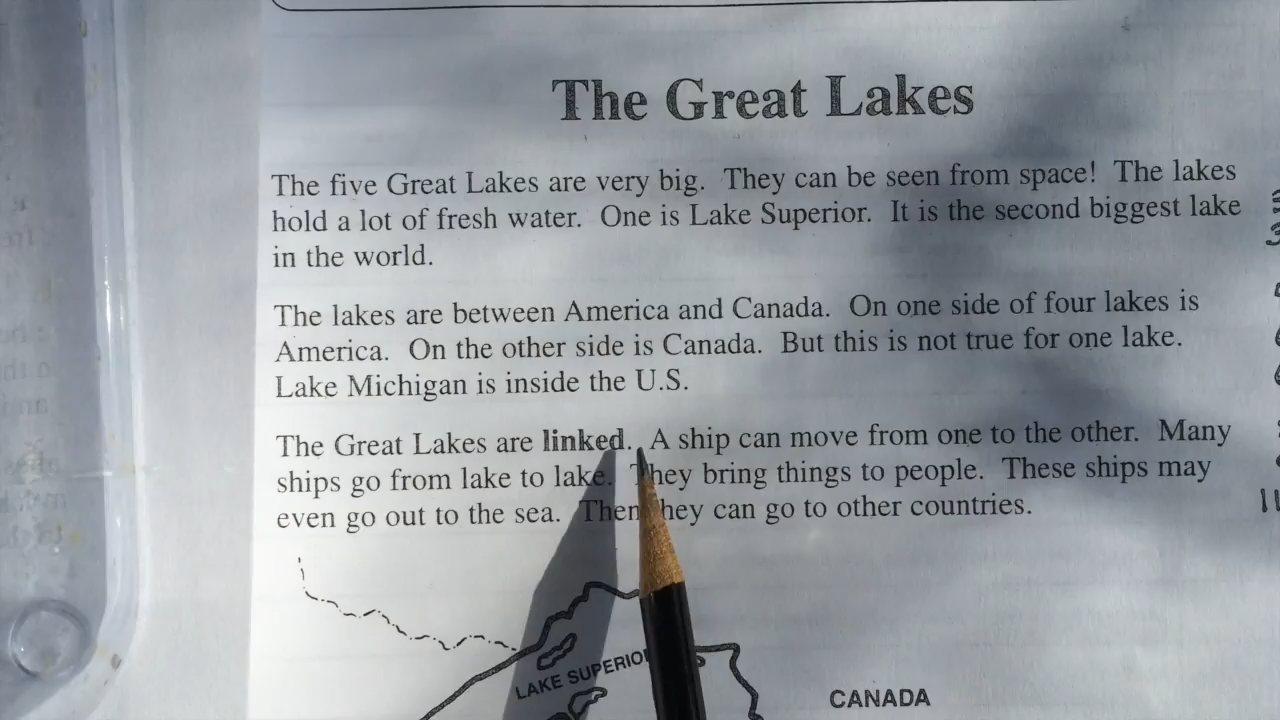 The Great Lakes
The five Great Lakes are very big. They can be seen from space! The lakes
hold a lot of fresh water. One is Lake Superior. It is the second biggest lake
in the world.
The lakes are between America and Canada. On one side of four lakes is
America. On the other side is Canada. But this is not true for one lake.
Lake Michigan is inside the U.S.
The Great Lakes are linked. A ship can move from one to the other. Many
ships go from lake to lake. They bring things to people. These ships may
even go out to the sea. Then they can go to other countries.
LAKE SUPERIOR
CANADA